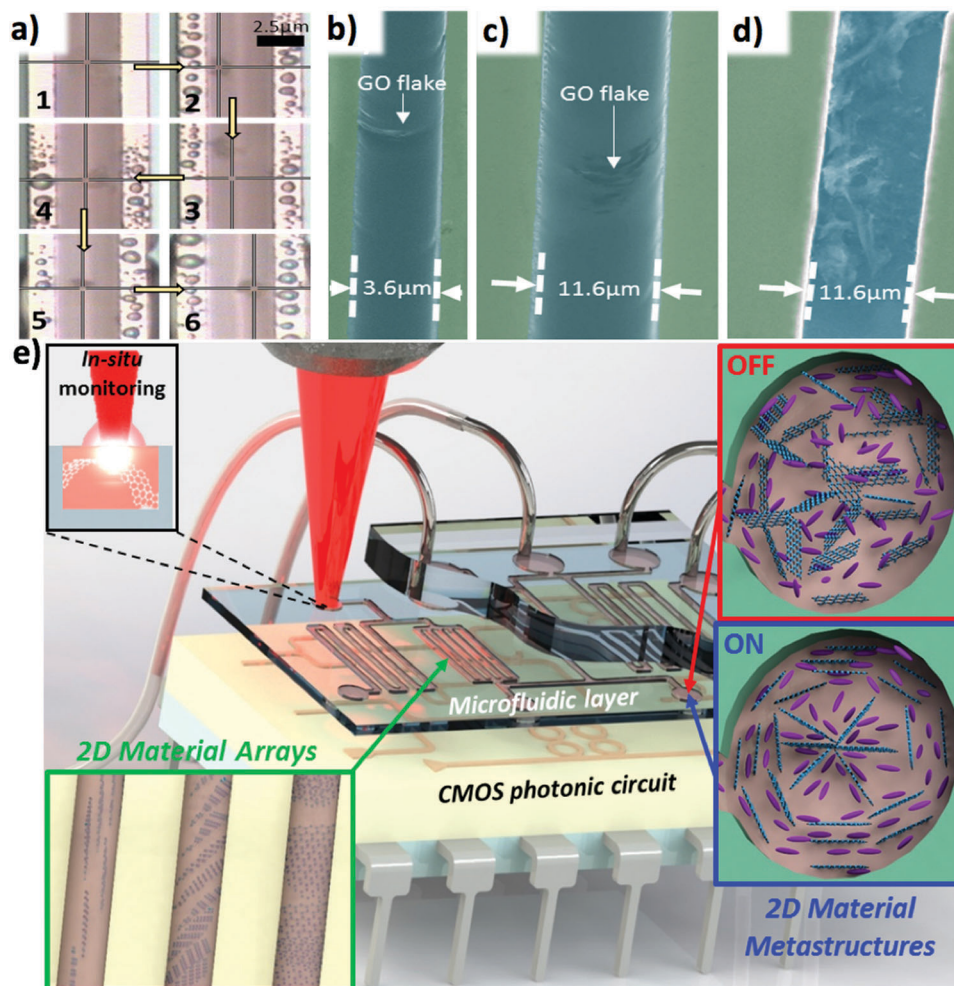 a)
2.5μm
1
2
4
3
5
6
b)
GO flake
3.6μm
c)
GO flake
11.6μm
d)
11.6μm
e)
In-situ
monitoring
OFF
ON
Microfluidic layer
2D Material Arrays
CMOS photonic circuit
2D Material
Metastructures